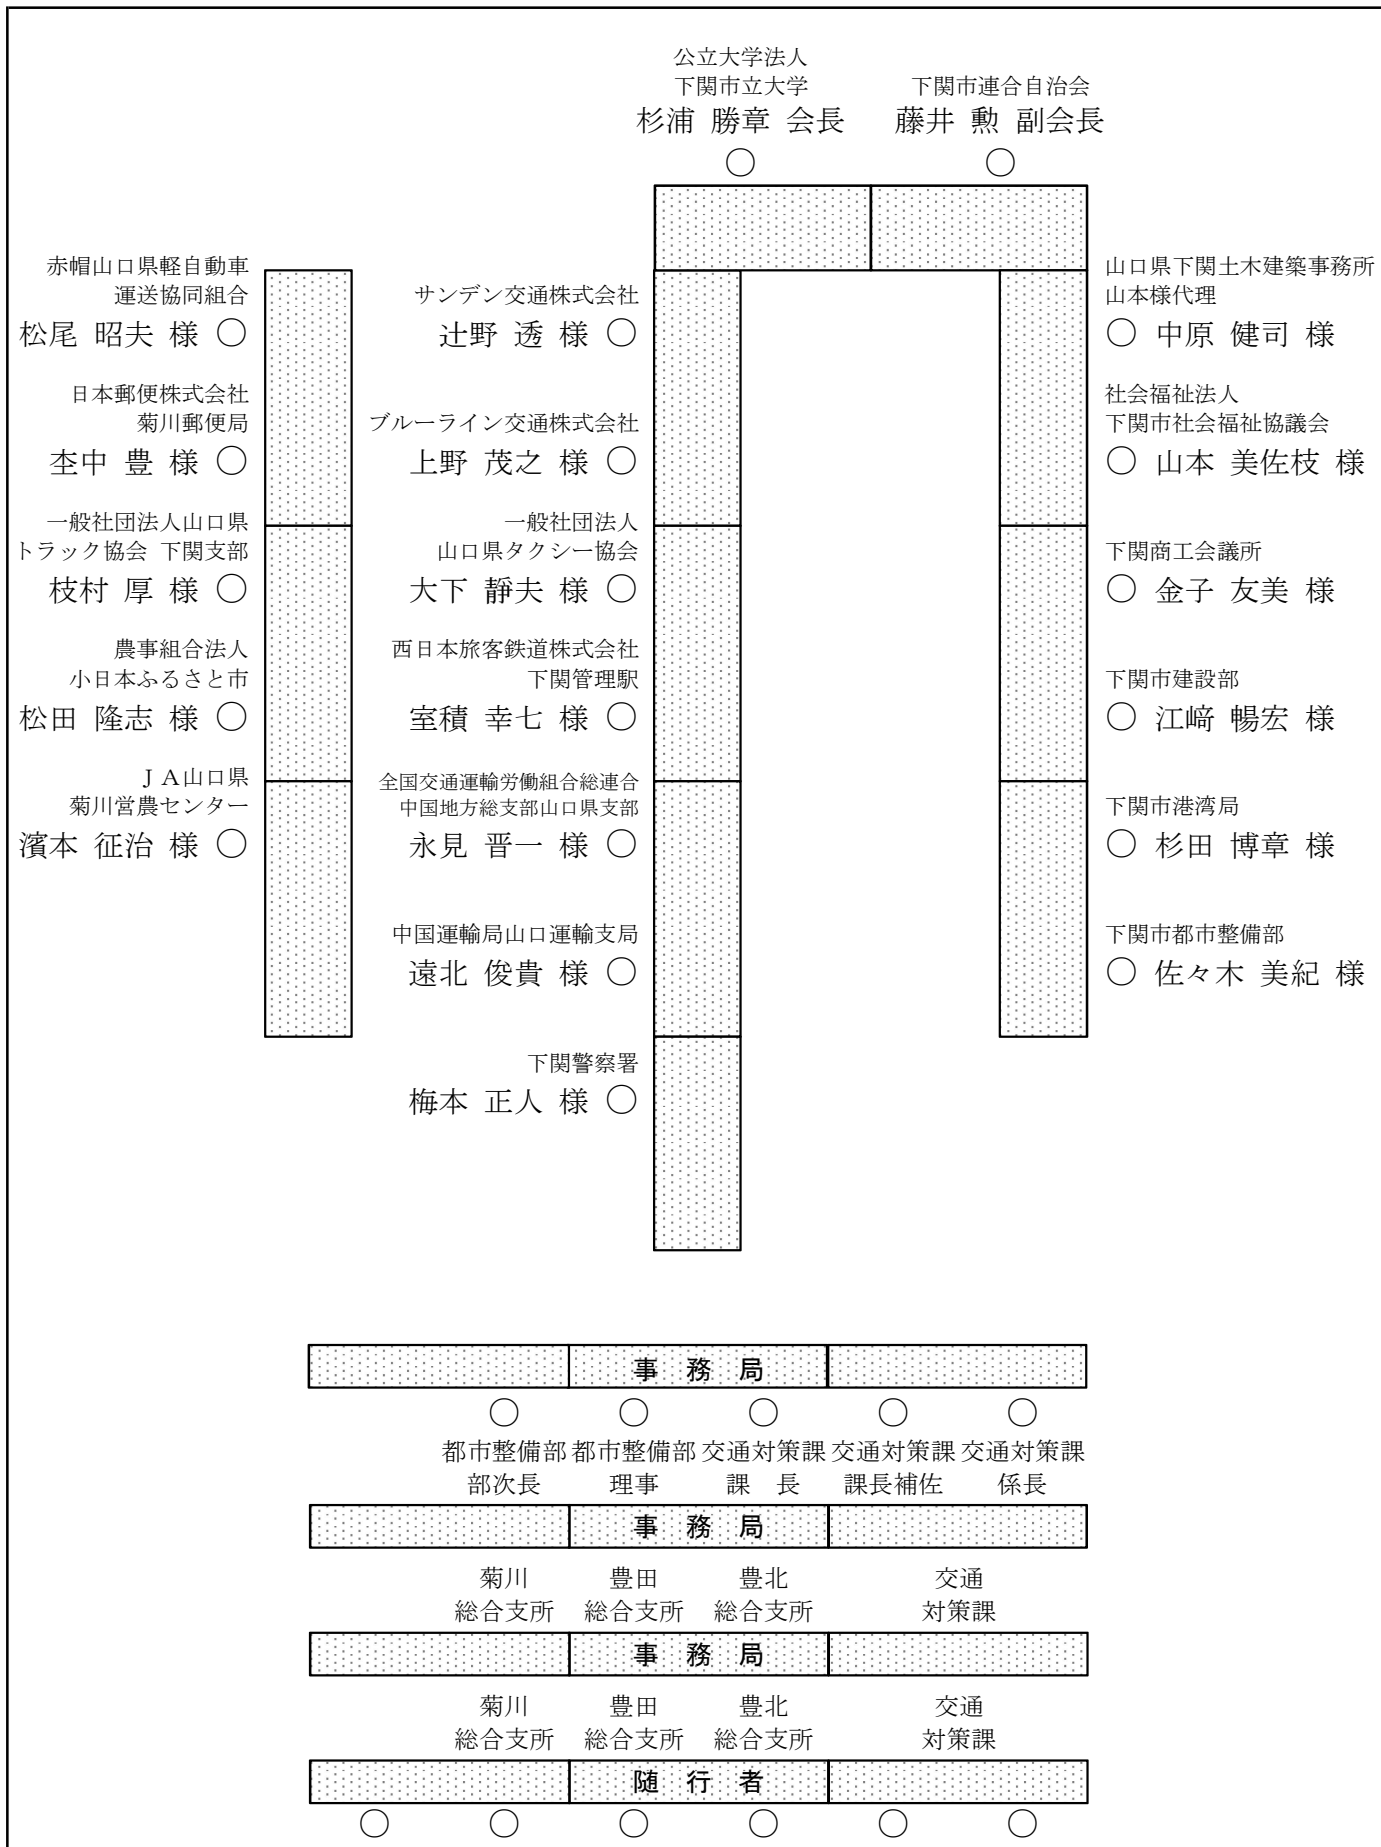 公立大学法人
下関市立大学
杉浦 勝章 会長
○
下関市連合自治会
藤井 勲 副会長
○
赤帽山口県軽自動車
運送協同組合
松尾 昭夫 様 ○
日本郵便株式会社
菊川郵便局
杢中 豊 様 ○
一般社団法人山口県
トラック協会 下関支部
枝村 厚 様 ○
農事組合法人
小日本ふるさと市
松田 隆志 様 ○
ＪＡ山口県
菊川営農センター
濱本 征治 様 ○
サンデン交通株式会社
辻野 透 様 ○
ブルーライン交通株式会社
上野 茂之 様 ○
一般社団法人
山口県タクシー協会
大下 靜夫 様 ○
西日本旅客鉄道株式会社
下関管理駅
室積 幸七 様 ○
全国交通運輸労働組合総連合
中国地方総支部山口県支部
永見 晋一 様 ○
中国運輸局山口運輸支局
遠北 俊貴 様 ○
下関警察署
梅本 正人 様 ○
山口県下関土木建築事務所
山本様代理
○ 中原 健司 様
社会福祉法人
下関市社会福祉協議会
○ 山本 美佐枝 様
下関商工会議所
○ 金子 友美 様
下関市建設部
○ 江﨑 暢宏 様
下関市港湾局
○ 杉田 博章 様
下関市都市整備部
○ 佐々木 美紀 様
事 務 局
○ ○ ○ ○ ○
都市整備部 都市整備部 交通対策課 交通対策課 交通対策課
部次長 理事 課 長 課長補佐 係長
事 務 局
菊川 豊田 豊北 交通
総合支所 総合支所 総合支所 対策課
事 務 局
菊川 豊田 豊北 交通
総合支所 総合支所 総合支所 対策課
随 行 者
○ ○ ○ ○ ○ ○